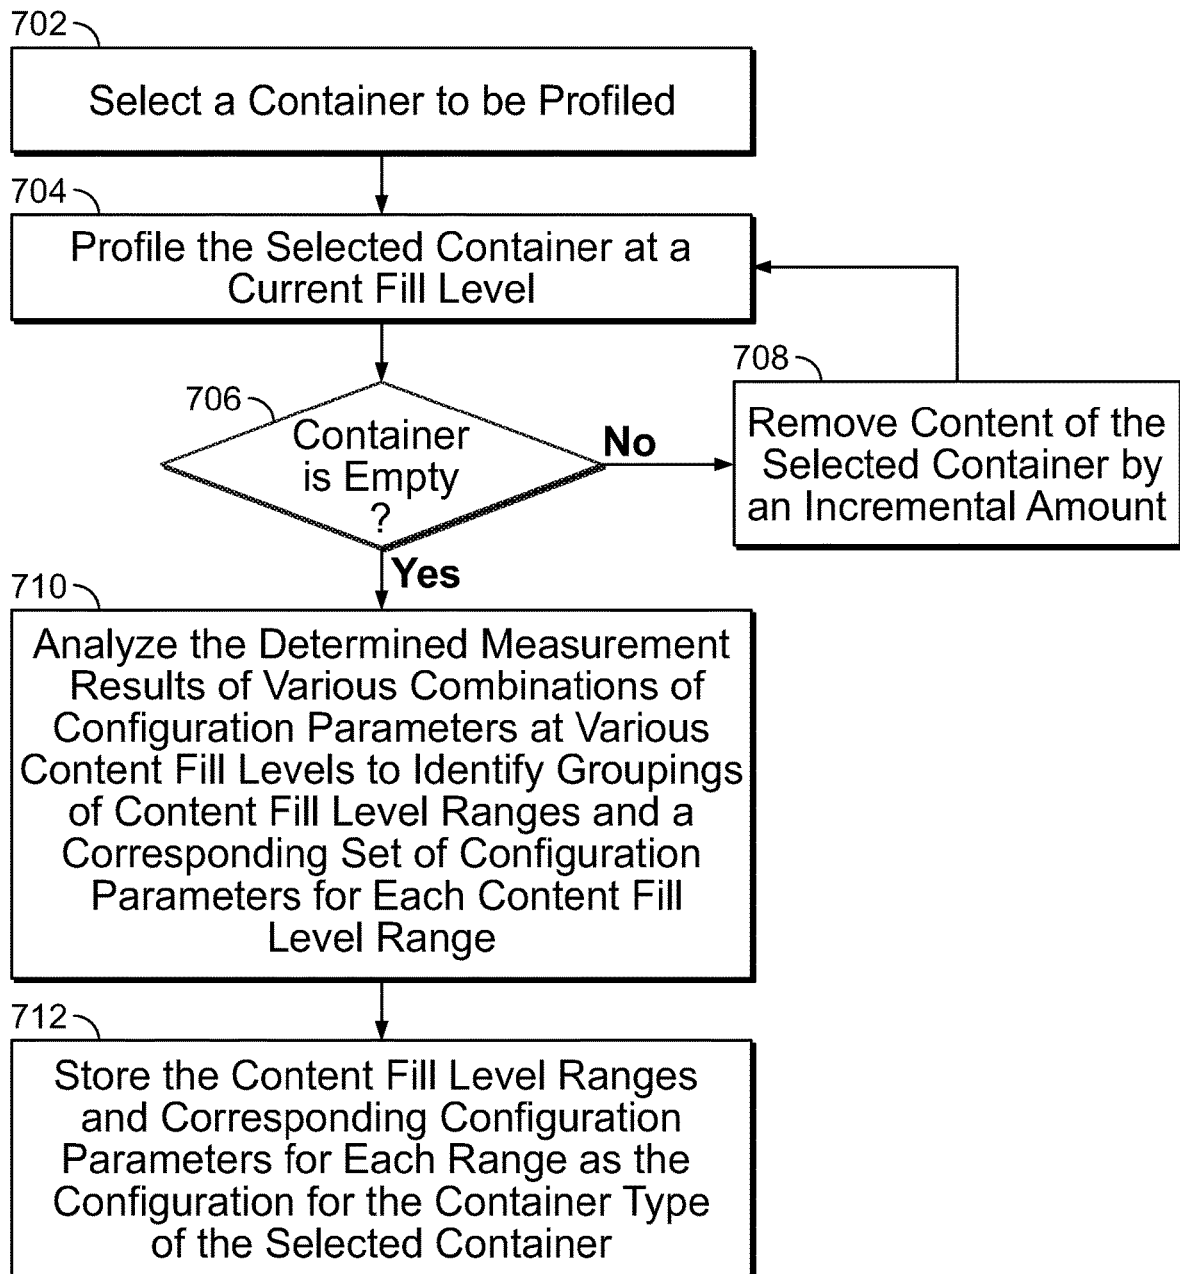 702
Select a Container to be Profiled
704
Profile the Selected Container at a
Current Fill Level
706
Container
is Empty
?
No
708
Remove Content of the
Selected Container by
an Incremental Amount
Yes
710
Analyze the Determined Measurement
Results of Various Combinations of
Configuration Parameters at Various
Content Fill Levels to Identify Groupings
of Content Fill Level Ranges and a
Corresponding Set of Configuration
Parameters for Each Content Fill
Level Range
712
Store the Content Fill Level Ranges
and Corresponding Configuration
Parameters for Each Range as the
Configuration for the Container Type
of the Selected Container